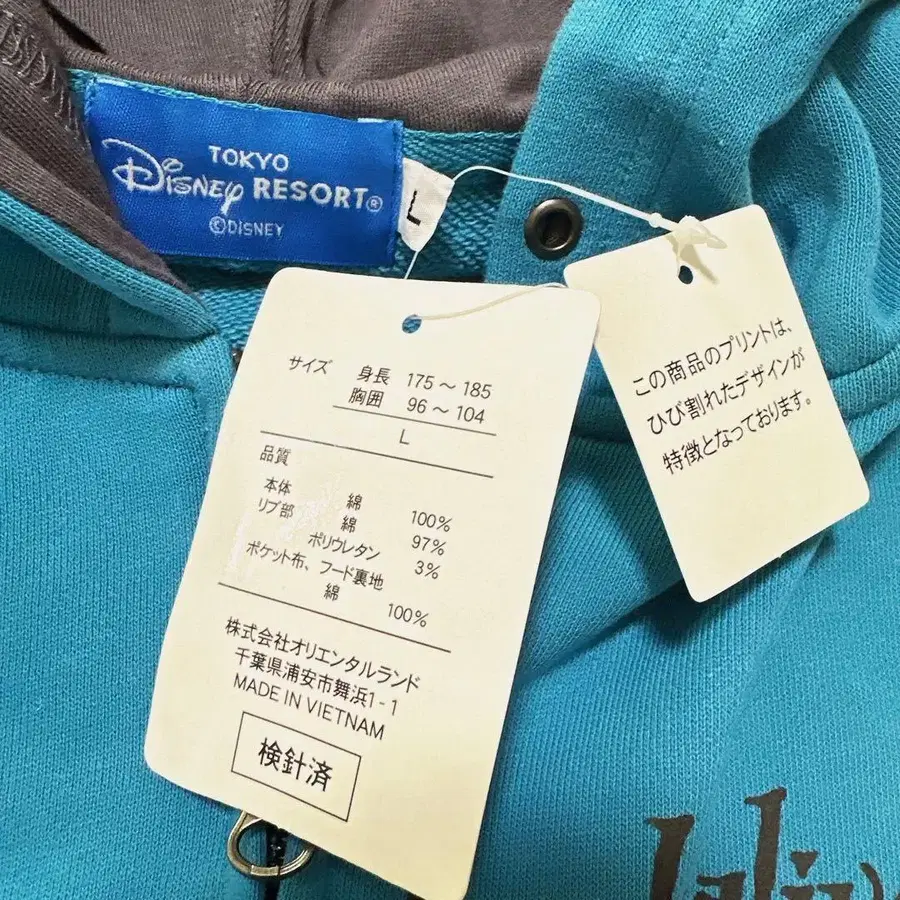 TOKYO
Disney RESORT®
©DISNEY
L
サイズ 身長 175～185
胸囲 96～104
L
品質
本体 綿 100%
リブ部 綿 97%
ポリウレタン 3%
ポケット布、フード裏地
綿 100%
株式会社オリエンタルランド
千葉県浦安市舞浜1-1
MADE IN VIETNAM
検針済
この商品のプリントは、
ひび割れたデザインが
特徴となっております。